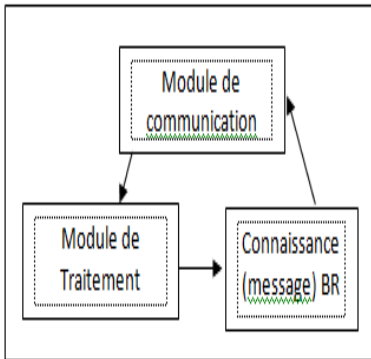 Module de
communication
Module de
Traitement
Connaissance
(message) BR